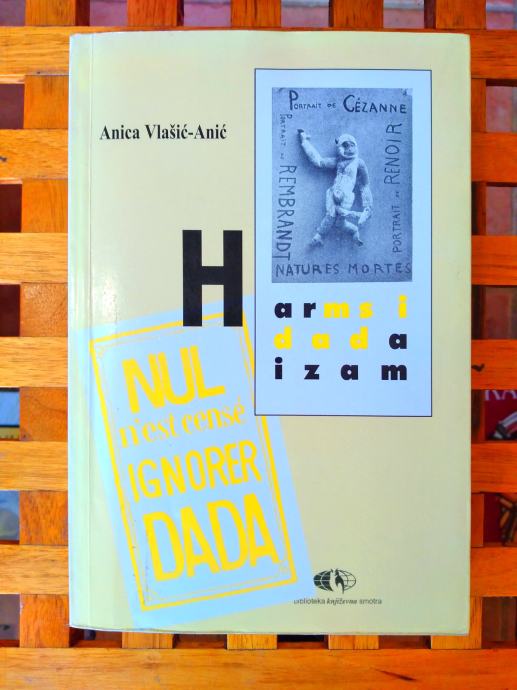 Anica Vlašić-Anić
PORTRAIT DE CÉZANNE
PORTRAIT DE REMBRANDT
PORTRAIT DE RENOIR
NATURES MORTES
Harms i
dada
izam
NUL
n'est censé
IGNORER
DADA
biblioteka književna smotra